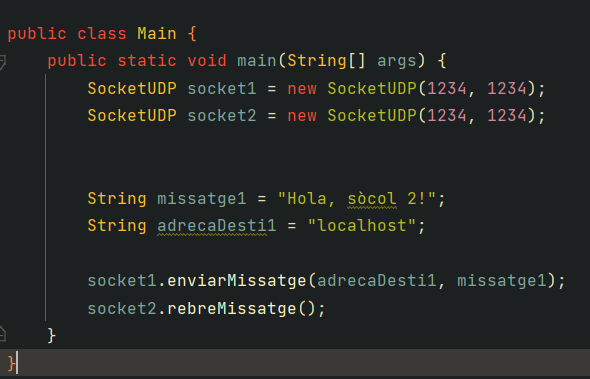 public class Main {
public static void main(String[] args) {
SocketUDP socket1 = new SocketUDP(1234, 1234);
SocketUDP socket2 = new SocketUDP(1234, 1234);
String missatge1 = "Hola, sòcol 2!";
String adrecaDesti1 = "localhost";
socket1.enviarMissatge(adrecaDesti1, missatge1);
socket2.rebreMissatge();
}
}